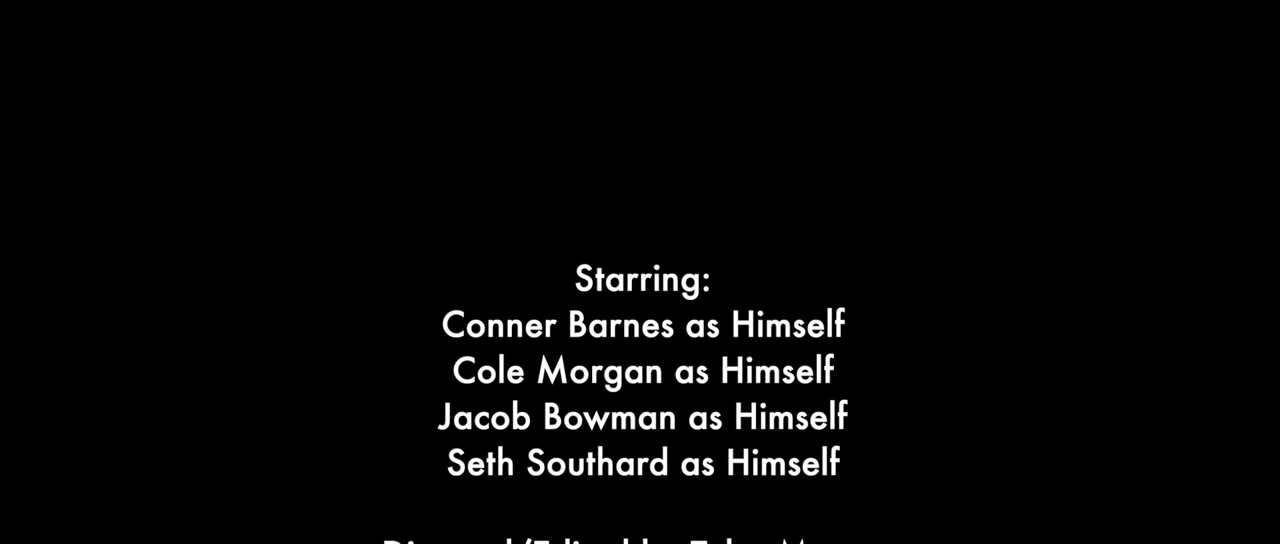 Starring:
Conner Barnes as Himself
Cole Morgan as Himself
Jacob Bowman as Himself
Seth Southard as Himself